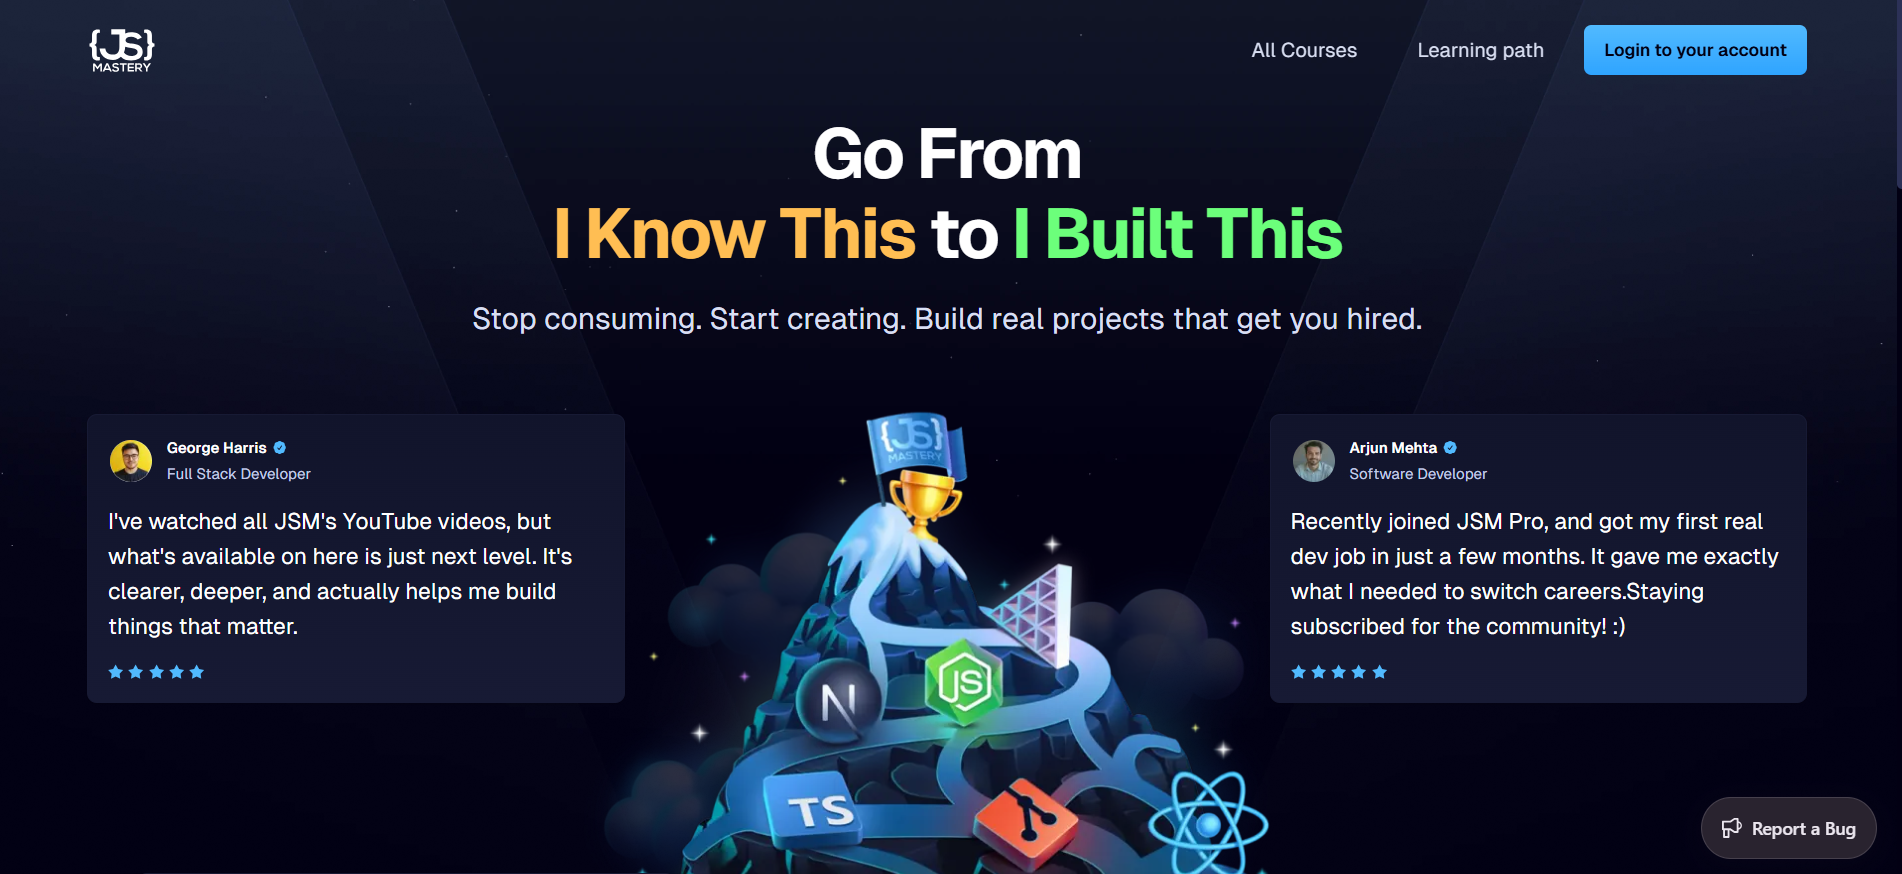 {JS}
MASTERY
All Courses
Learning path
Login to your account
Go From
I Know This to I Built This
Stop consuming. Start creating. Build real projects that get you hired.
George Harris
Full Stack Developer
I've watched all JSM's YouTube videos, but
what's available on here is just next level. It's
clearer, deeper, and actually helps me build
things that matter.
{JS}
MASTERY
N
JS
TS
Arjun Mehta
Software Developer
Recently joined JSM Pro, and got my first real
dev job in just a few months. It gave me exactly
what I needed to switch careers.Staying
subscribed for the community! :)
Report a Bug